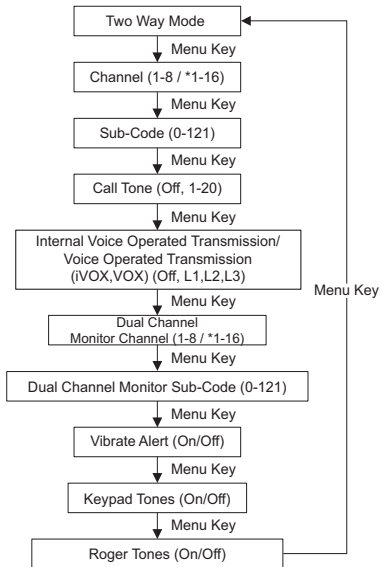 Two Way Mode
Menu Key
Channel (1-8 / *1-16)
Menu Key
Sub-Code (0-121)
Menu Key
Call Tone (Off, 1-20)
Menu Key
Internal Voice Operated Transmission/
Voice Operated Transmission
(iVOX,VOX) (Off, L1,L2,L3)
Menu Key
Menu Key
Dual Channel
Monitor Channel (1-8 / *1-16)
Menu Key
Dual Channel Monitor Sub-Code (0-121)
Menu Key
Vibrate Alert (On/Off)
Menu Key
Keypad Tones (On/Off)
Menu Key
Roger Tones (On/Off)